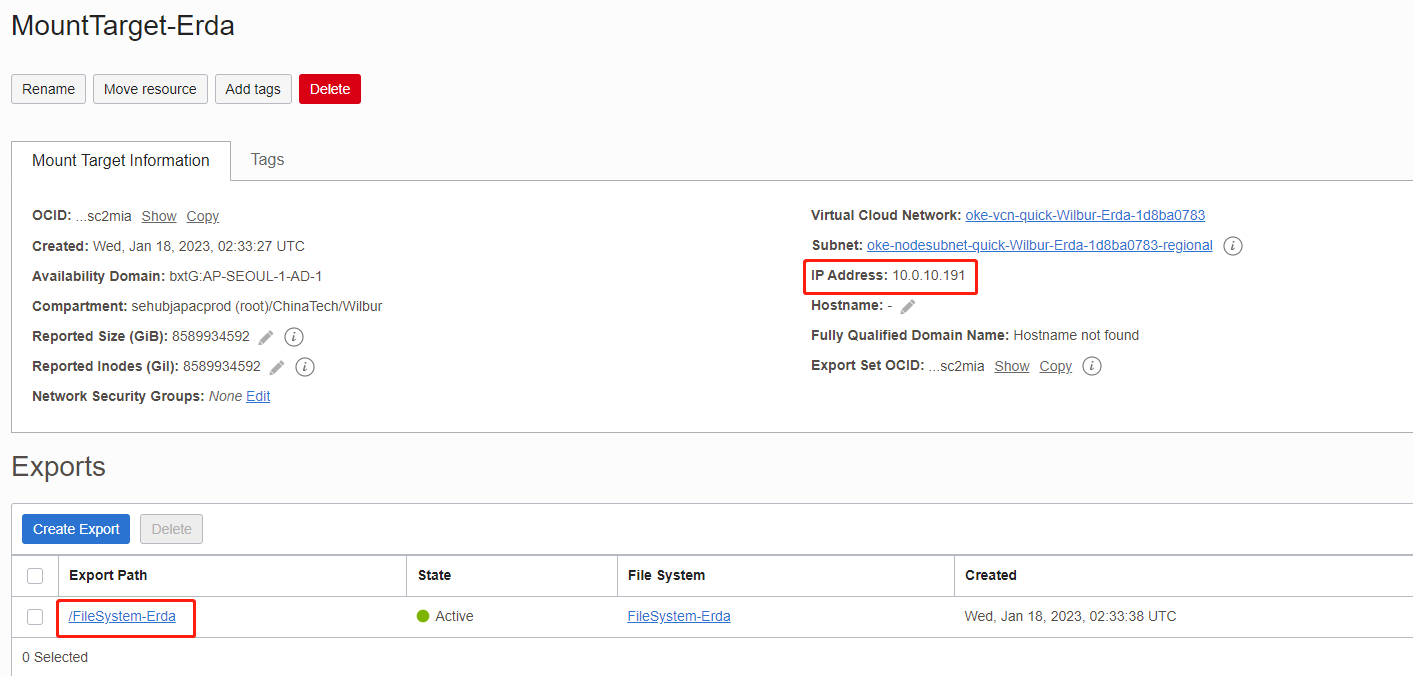 MountTarget-Erda
Rename Move resource Add tags Delete
Mount Target Information Tags
OCID: ...sc2mia Show Copy
Created: Wed, Jan 18, 2023, 02:33:27 UTC
Availability Domain: bxtG:AP-SEOUL-1-AD-1
Compartment: sehubjapacprod (root)/ChinaTech/Wilbur
Reported Size (GiB): 8589934592
Reported Inodes (GiI): 8589934592
Network Security Groups: None Edit
Virtual Cloud Network: oke-vcn-quick-Wilbur-Erda-1d8ba0783
Subnet: oke-nodesubnet-quick-Wilbur-Erda-1d8ba0783-regional
IP Address: 10.0.10.191
Hostname: -
Fully Qualified Domain Name: Hostname not found
Export Set OCID: ...sc2mia Show Copy
Exports
Create Export Delete
Export Path State File System Created
/FileSystem-Erda Active FileSystem-Erda Wed, Jan 18, 2023, 02:33:38 UTC
0 Selected